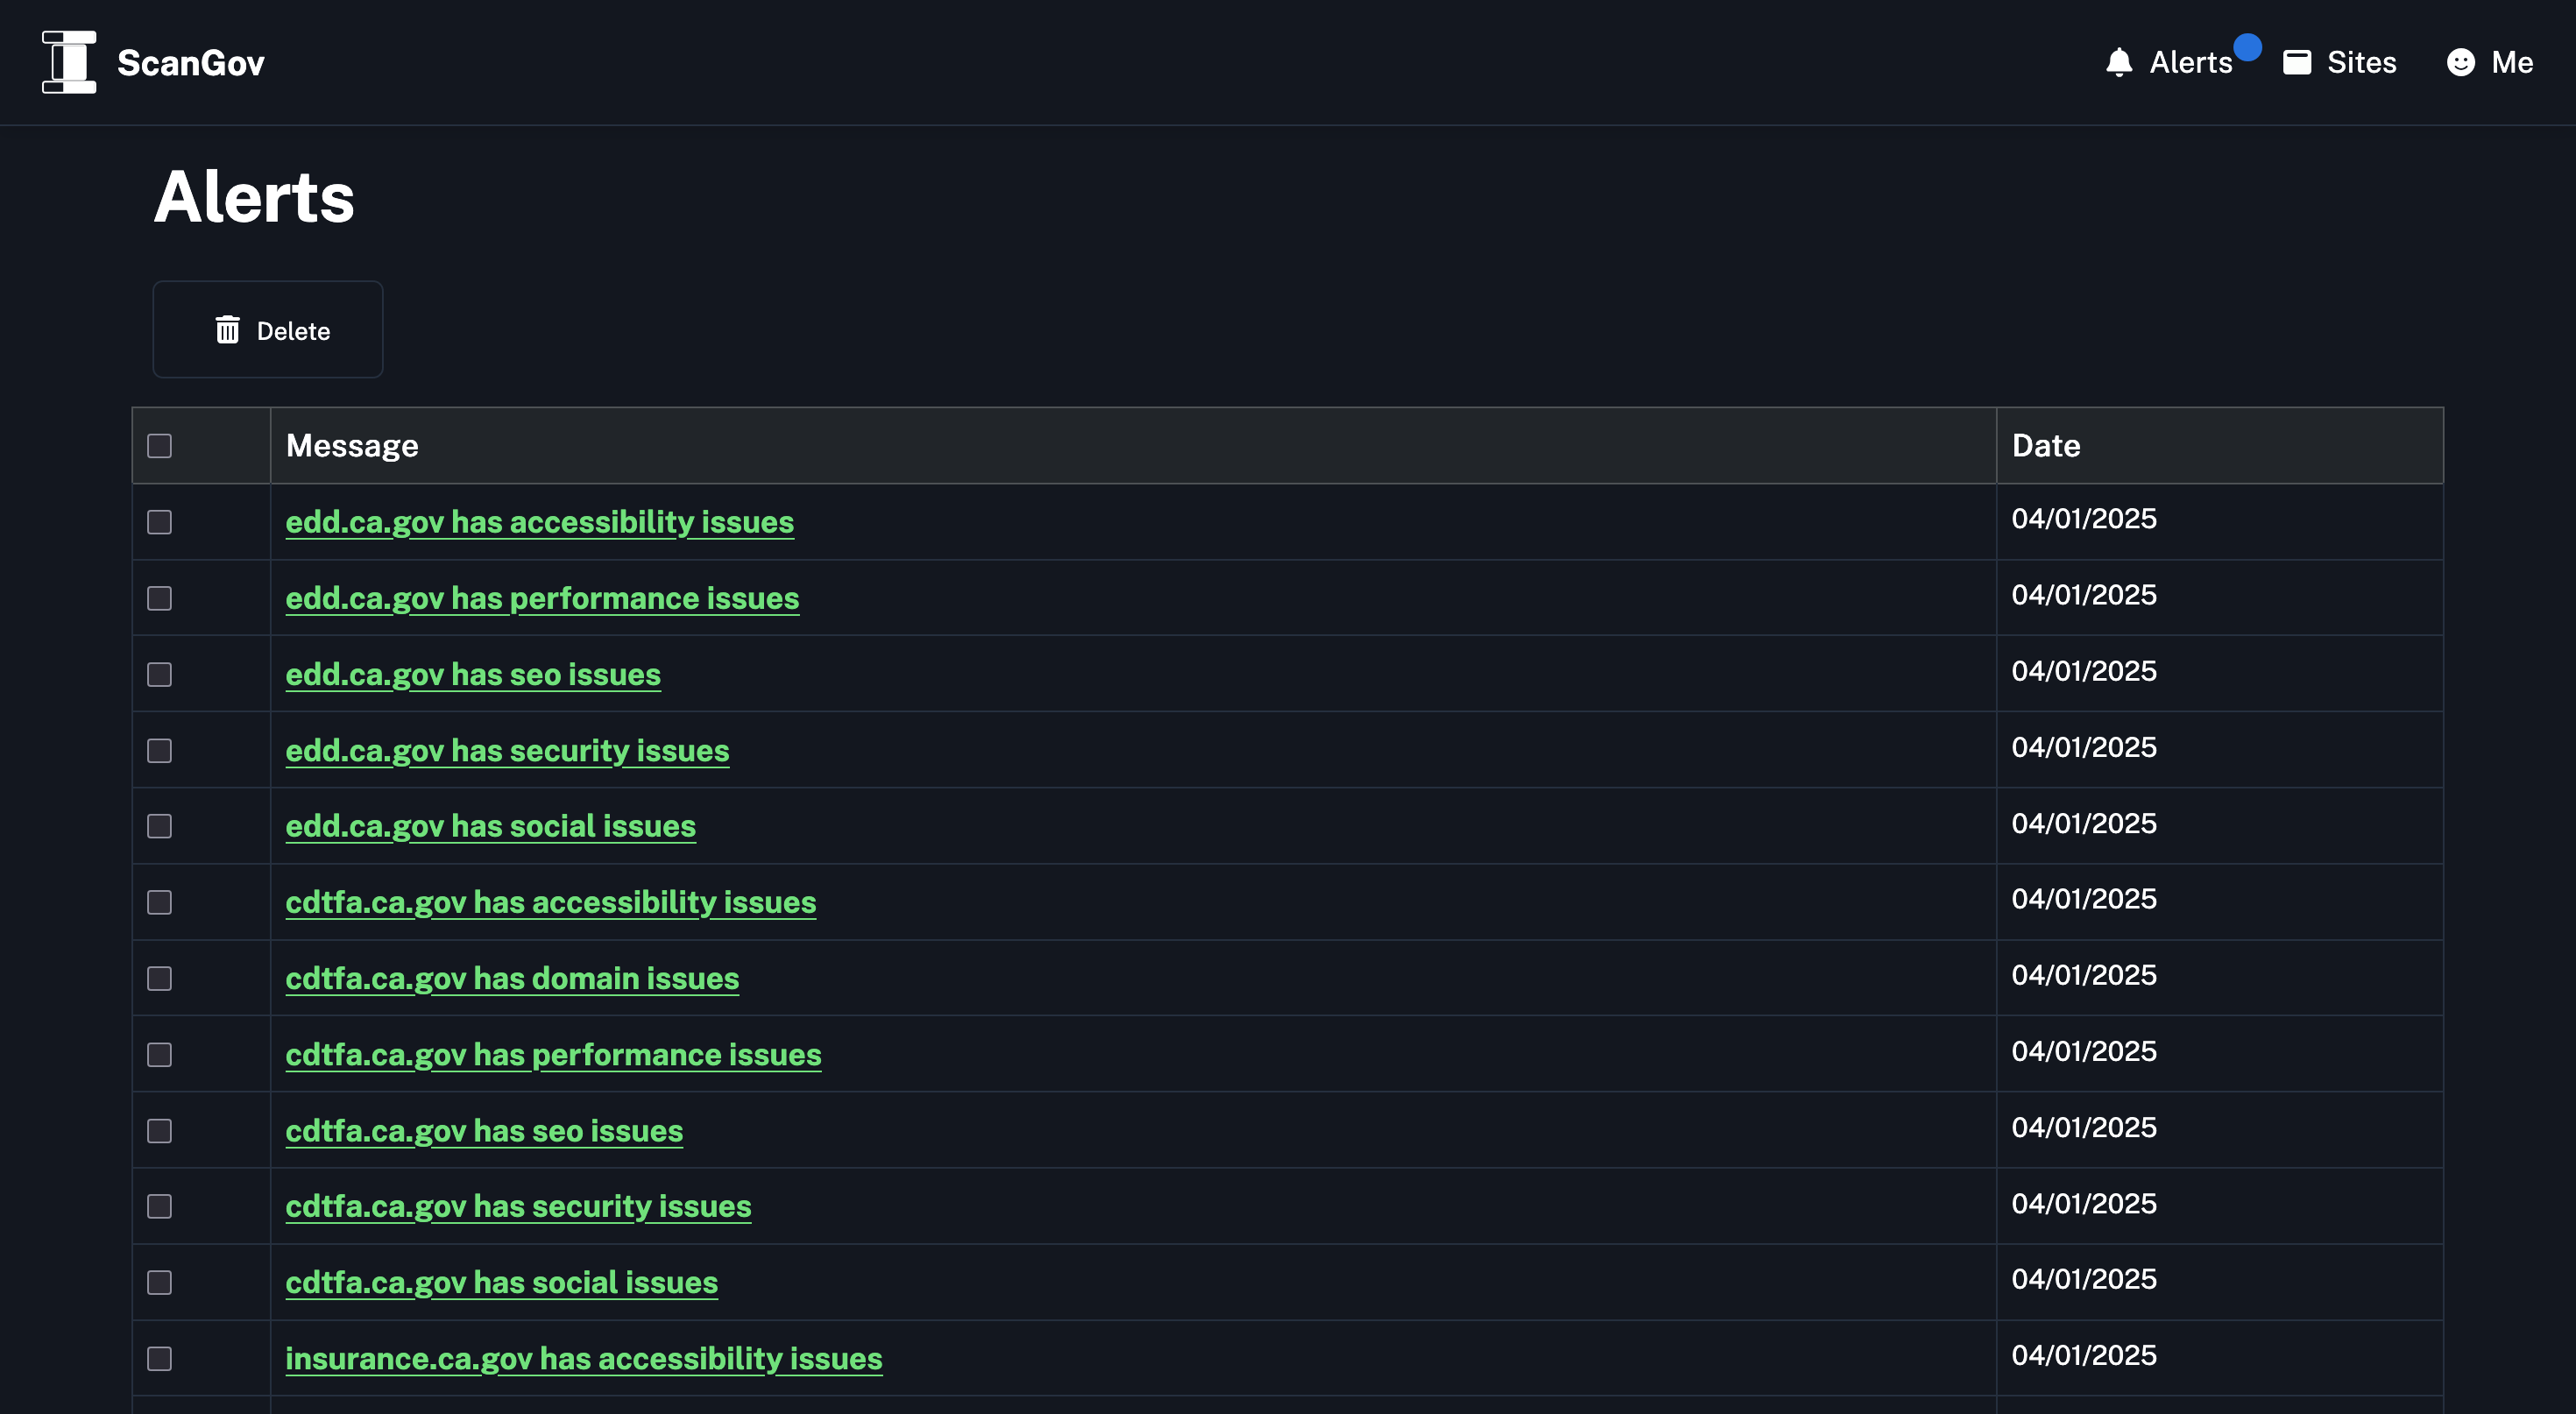 ScanGov
Alerts Sites Me
Alerts
Delete
Message Date
edd.ca.gov has accessibility issues 04/01/2025
edd.ca.gov has performance issues 04/01/2025
edd.ca.gov has seo issues 04/01/2025
edd.ca.gov has security issues 04/01/2025
edd.ca.gov has social issues 04/01/2025
cdtfa.ca.gov has accessibility issues 04/01/2025
cdtfa.ca.gov has domain issues 04/01/2025
cdtfa.ca.gov has performance issues 04/01/2025
cdtfa.ca.gov has seo issues 04/01/2025
cdtfa.ca.gov has security issues 04/01/2025
cdtfa.ca.gov has social issues 04/01/2025
insurance.ca.gov has accessibility issues 04/01/2025